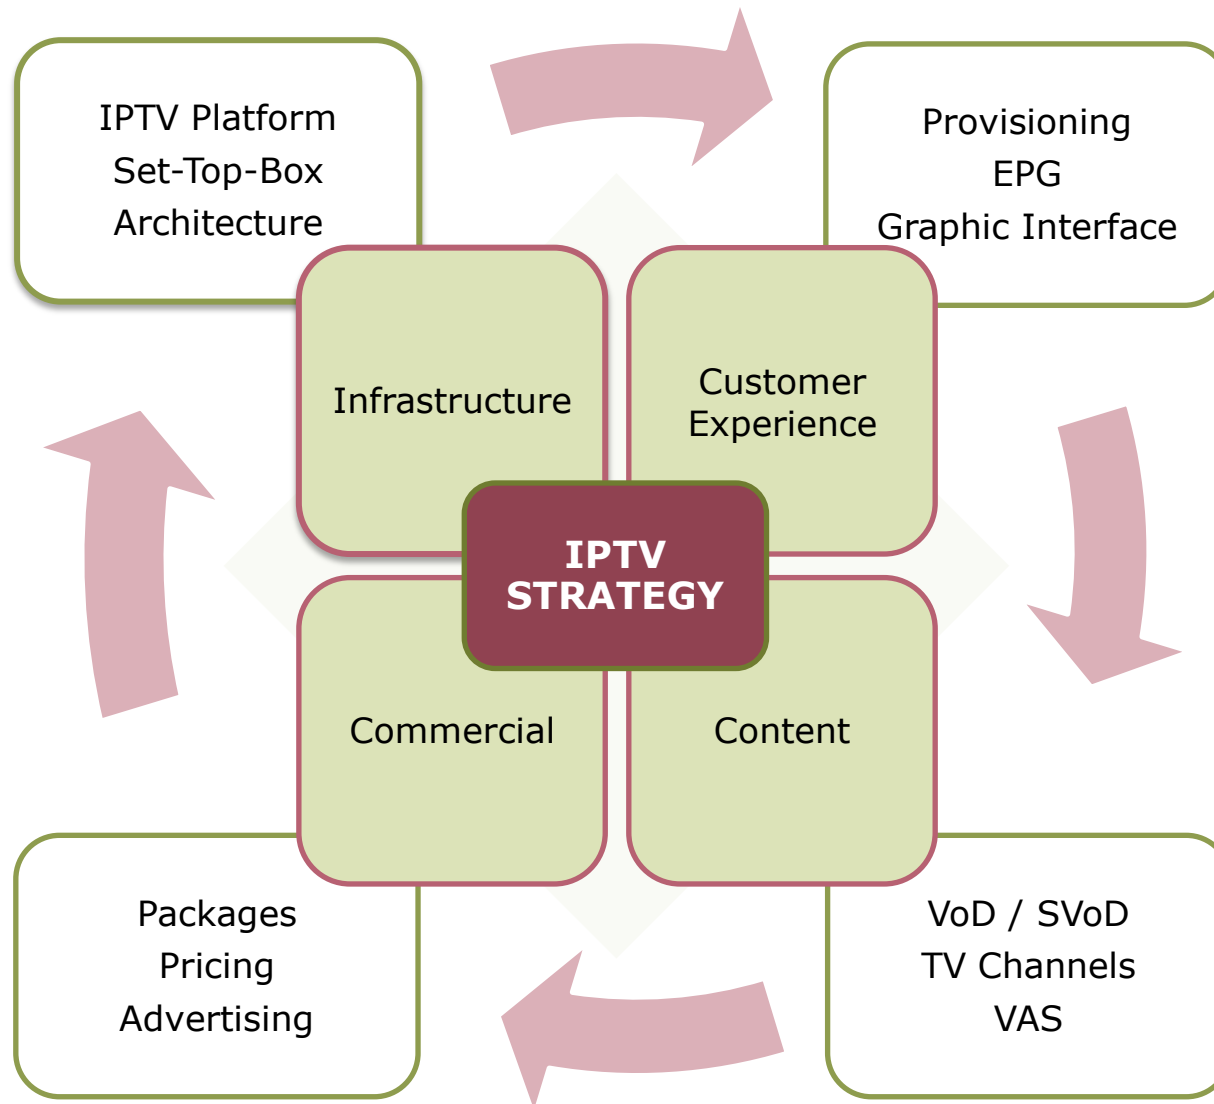 IPTV Platform
Set-Top-Box
Architecture
Provisioning
EPG
Graphic Interface
Infrastructure
Customer
Experience
IPTV
STRATEGY
Commercial
Content
Packages
Pricing
Advertising
VoD / SVoD
TV Channels
VAS